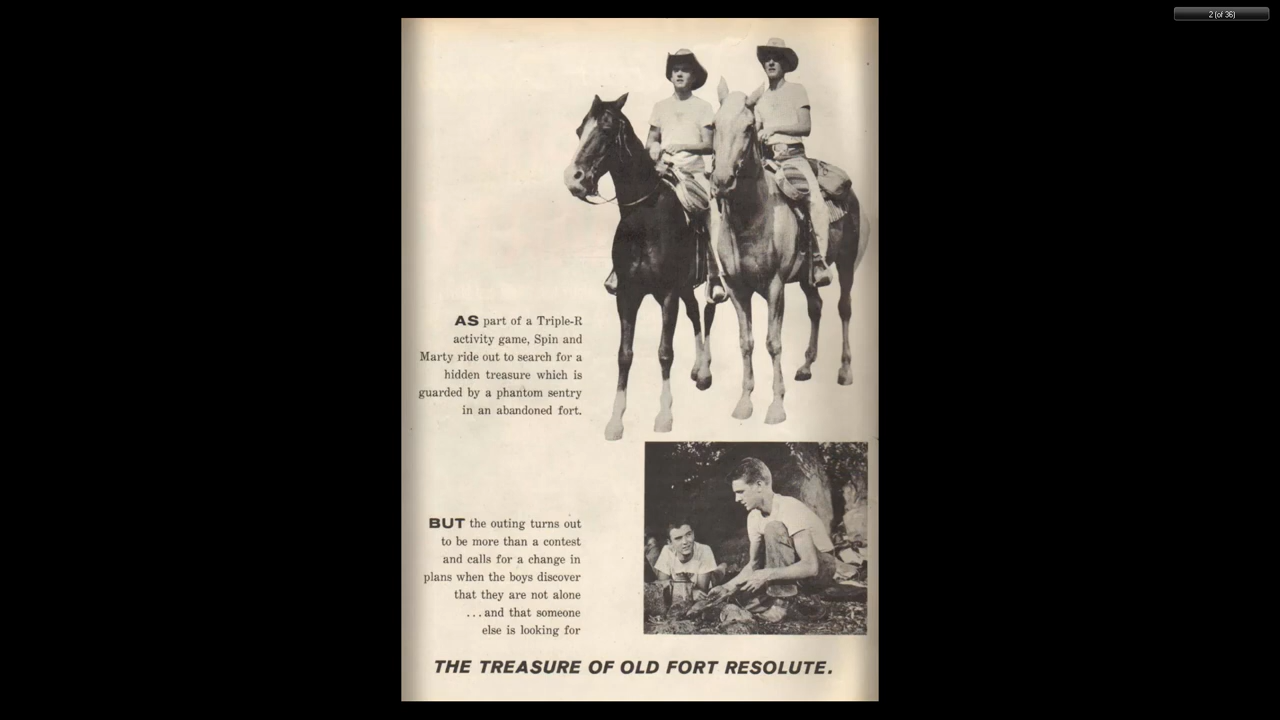 2 (of 36)
AS part of a Triple-R
activity game, Spin and
Marty ride out to search for a
hidden treasure which is
guarded by a phantom sentry
in an abandoned fort.
BUT the outing turns out
to be more than a contest
and calls for a change in
plans when the boys discover
that they are not alone
...and that someone
else is looking for
THE TREASURE OF OLD FORT RESOLUTE.